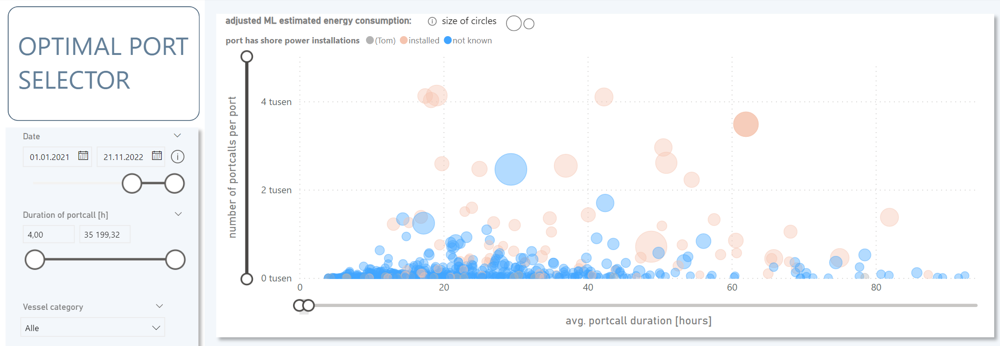 OPTIMAL PORT
SELECTOR
Date
01.01.2021
21.11.2022
Duration of portcall [h]
4,00
35 199,32
Vessel category
Alle
adjusted ML estimated energy consumption:
size of circles
port has shore power installations
(Tom)
installed
not known
number of portcalls per port
4 tusen
2 tusen
0 tusen
0
20
40
60
80
avg. portcall duration [hours]